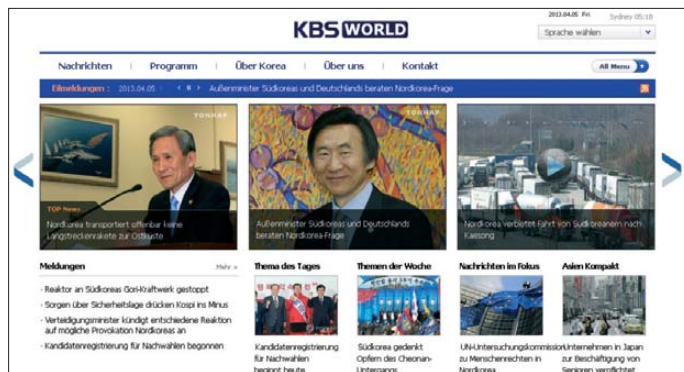 2013.04.05 Fri Sydney 05:18
KBS WORLD
Sprache wählen
Nachrichten Programm Über Korea Über uns Kontakt
All Menu
Eilmeldungen : 2013.04.05 Außenminister Südkoreas und Deutschlands beraten Nordkorea-Frage
YONHAP
YONHAP
TOP News
Nordkorea transportiert offenbar keine
Langstreckenrakete zur Ostküste
Außenminister Südkoreas und Deutschlands
beraten Nordkorea-Frage
Nordkorea verbietet Fahrt von Südkoreanern nach
Kaesong
Meldungen
Mehr »
· Reaktor an Südkoreas Gori-Kraftwerk gestoppt
· Sorgen über Sicherheitslage drücken Kospi ins Minus
· Verteidigungsminister kündigt entschiedene Reaktion
auf mögliche Provokation Nordkoreas an
· Kandidatenregistrierung für Nachwahlen begonnen
Thema des Tages
Kandidatenregistrierung
für Nachwahlen
beginnt heute
Themen der Woche
Südkorea gedenkt
Opfern des Cheonan-
Untergangs
Nachrichten im Fokus
UN-Untersuchungskommission
zu Menschenrechten in
Nordkorea
Asien Kompakt
Unternehmen in Japan
zur Beschäftigung von
Senioren verpflichtet